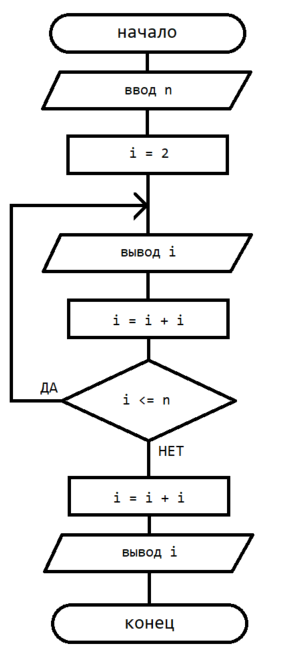 начало
ввод n
i = 2
вывод i
i = i + i
ДА
i <= n
НЕТ
i = i + i
вывод i
конец